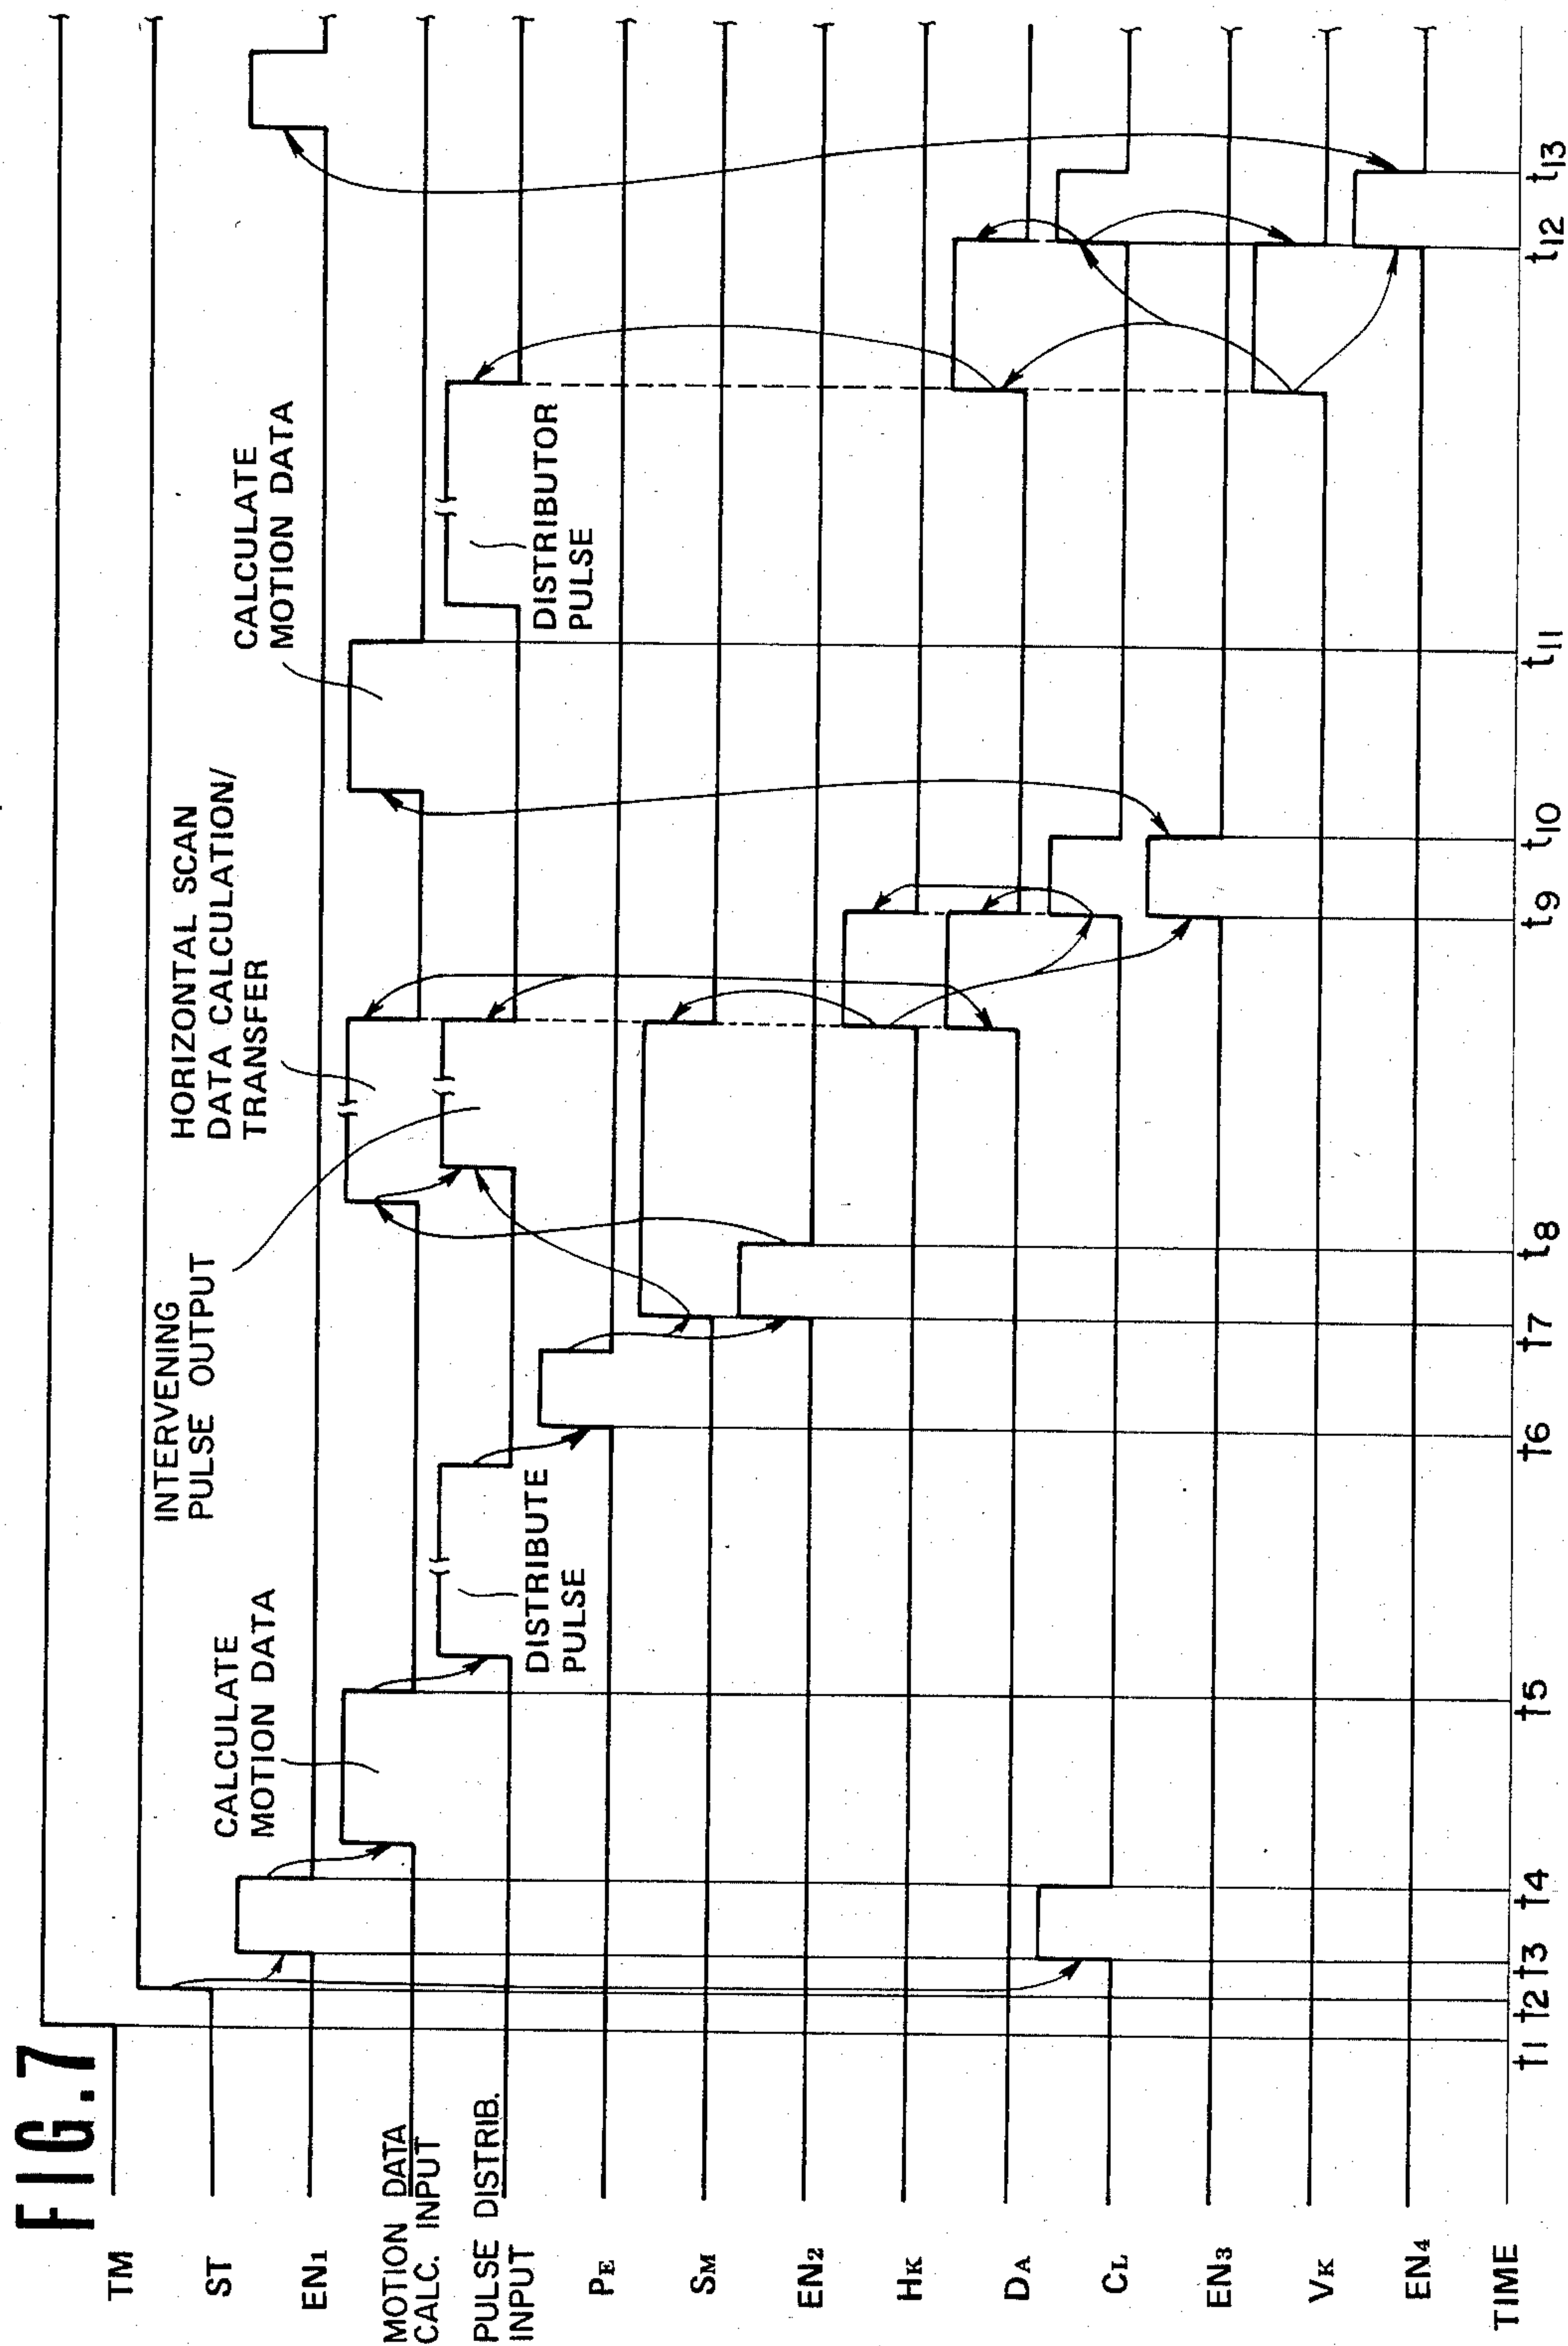 FIG.7
TM
ST
EN1
MOTION DATA
CALC. INPUT
PULSE DISTRIB.
INPUT
PE
SM
EN2
HK
DA
CL
EN3
VK
EN4
TIME
CALCULATE
MOTION DATA
DISTRIBUTE
PULSE
INTERVENING
PULSE OUTPUT
HORIZONTAL SCAN
DATA CALCULATION/
TRANSFER
CALCULATE
MOTION DATA
DISTRIBUTOR
PULSE
t1 t2 t3 t4 t5 t6 t7 t8 t9 t10 t11 t12 t13